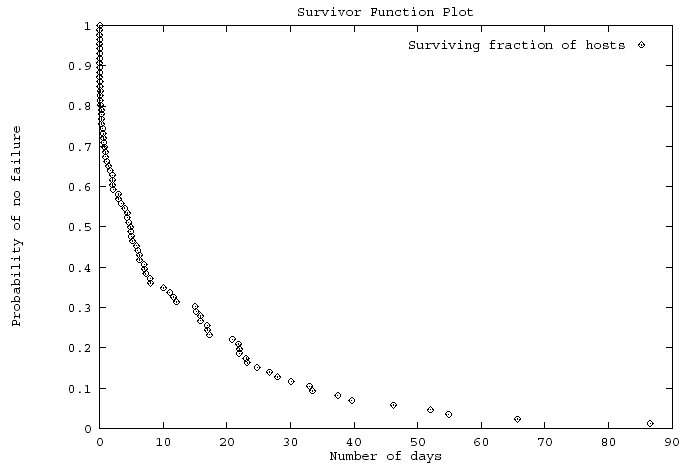 Survivor Function Plot
Surviving fraction of hosts
1
0.9
0.8
0.7
0.6
0.5
0.4
0.3
0.2
0.1
0
Probability of no failure
0 10 20 30 40 50 60 70 80 90
Number of days